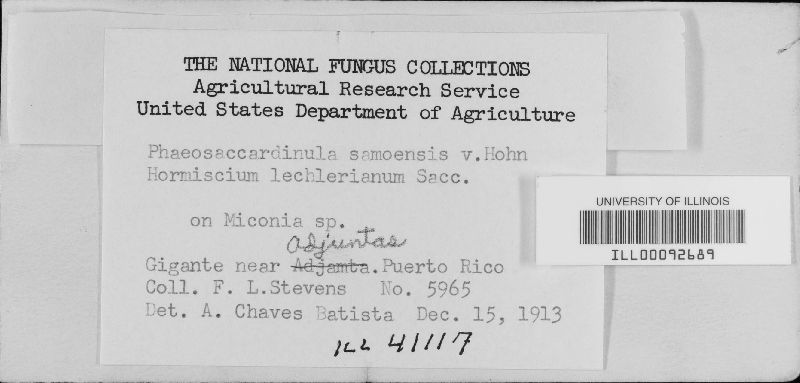 THE NATIONAL FUNGUS COLLECTIONS
Agricultural Research Service
United States Department of Agriculture
Phaeosaccardinula samoensis v.Hohn
Hormiscium lechlerianum Sacc.
on Miconia sp.
Adjuntas
Gigante near Adjamta.Puerto Rico
Coll. F. L.Stevens No. 5965
Det. A. Chaves Batista Dec. 15, 1913
ILL 41117
UNIVERSITY OF ILLINOIS
ILL00092689